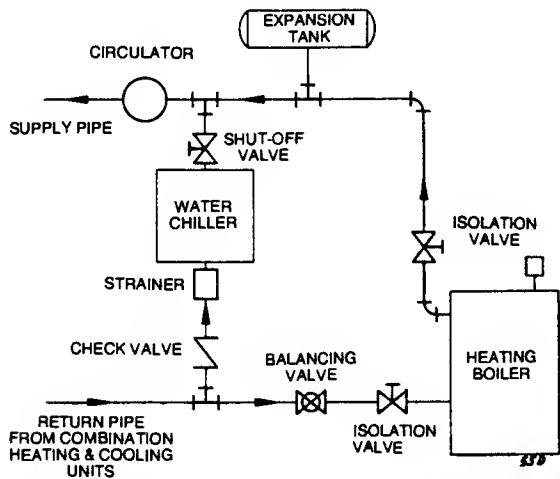 EXPANSION
TANK
CIRCULATOR
SUPPLY PIPE
SHUT-OFF
VALVE
WATER
CHILLER
ISOLATION
VALVE
STRAINER
CHECK VALVE
BALANCING
VALVE
HEATING
BOILER
RETURN PIPE
FROM COMBINATION
HEATING & COOLING
UNITS
ISOLATION
VALVE